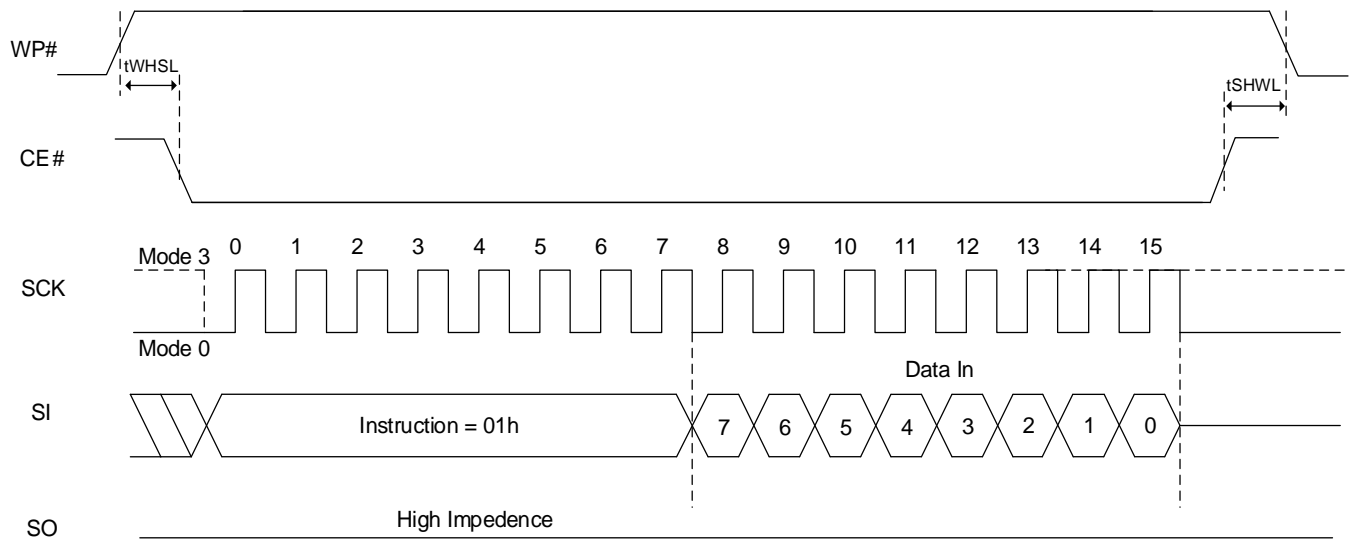 WP#
tWHSL
tSHWL
CE#
0 1 2 3 4 5 6 7 8 9 10 11 12 13 14 15
Mode 3
SCK
Mode 0
Data In
SI
Instruction = 01h
7 6 5 4 3 2 1 0
High Impedence
SO